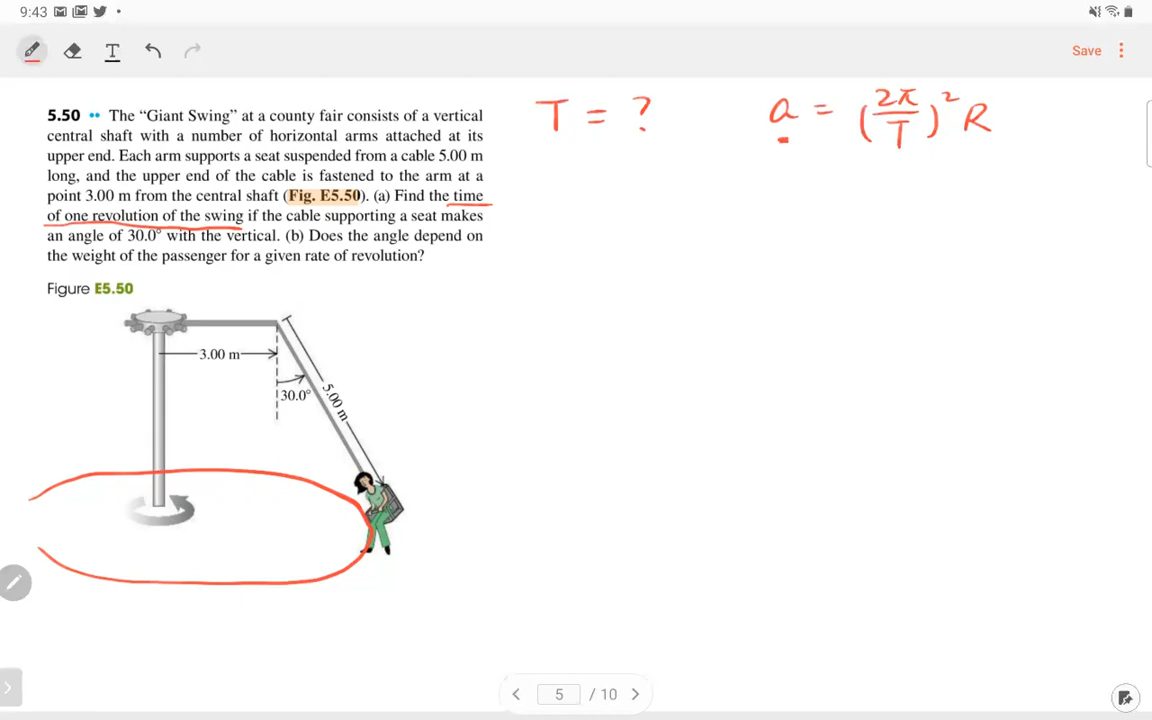 9:43
Save
5.50 •• The “Giant Swing” at a county fair consists of a vertical
central shaft with a number of horizontal arms attached at its
upper end. Each arm supports a seat suspended from a cable 5.00 m
long, and the upper end of the cable is fastened to the arm at a
point 3.00 m from the central shaft (Fig. E5.50). (a) Find the time
of one revolution of the swing if the cable supporting a seat makes
an angle of 30.0° with the vertical. (b) Does the angle depend on
the weight of the passenger for a given rate of revolution?
T = ?
a = (2π/T)²R
Figure E5.50
3.00 m
30.0°
5.00 m
5 / 10